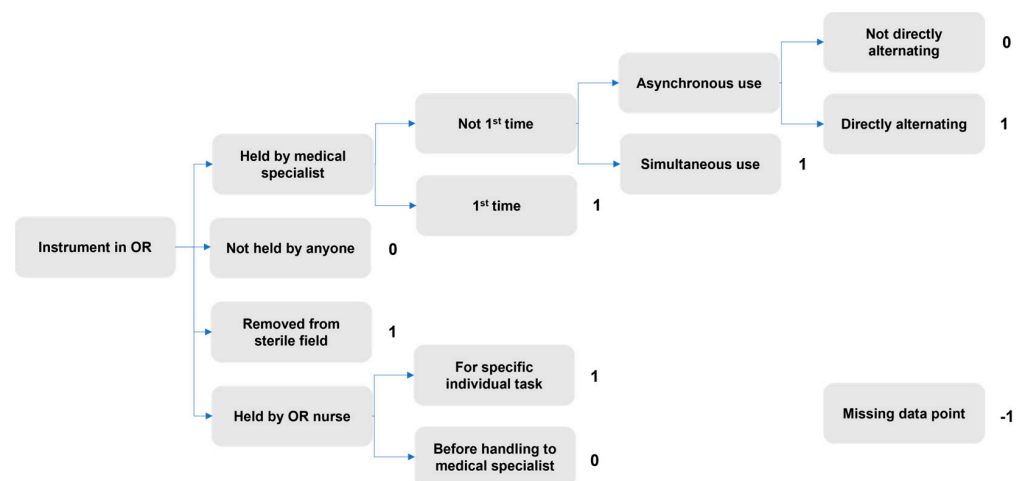 Not directly
alternating
0
Asynchronous use
Not 1st time
Directly alternating
1
Held by medical
specialist
Simultaneous use
1
1st time
1
Instrument in OR
Not held by anyone
0
Removed from
sterile field
1
For specific
individual task
1
Held by OR nurse
Missing data point
-1
Before handling to
medical specialist
0